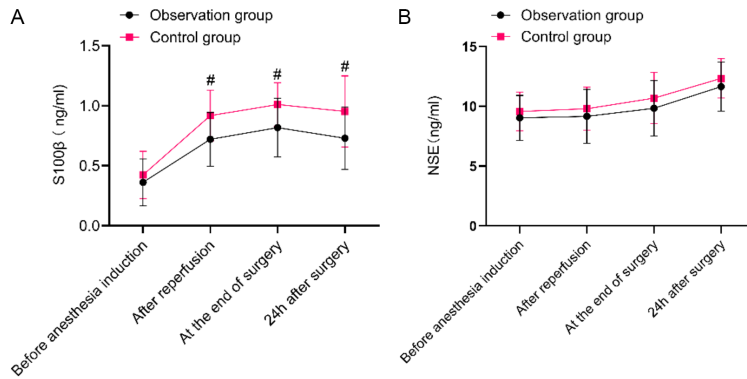 A
Observation group
Control group
S100β ( ng/ml)
1.5
1.0
0.5
0.0
#
#
#
Before anesthesia induction
After reperfusion
At the end of surgery
24h after surgery
B
Observation group
Control group
NSE(ng/ml)
15
10
5
0
Before anesthesia induction
After reperfusion
At the end of surgery
24h after surgery